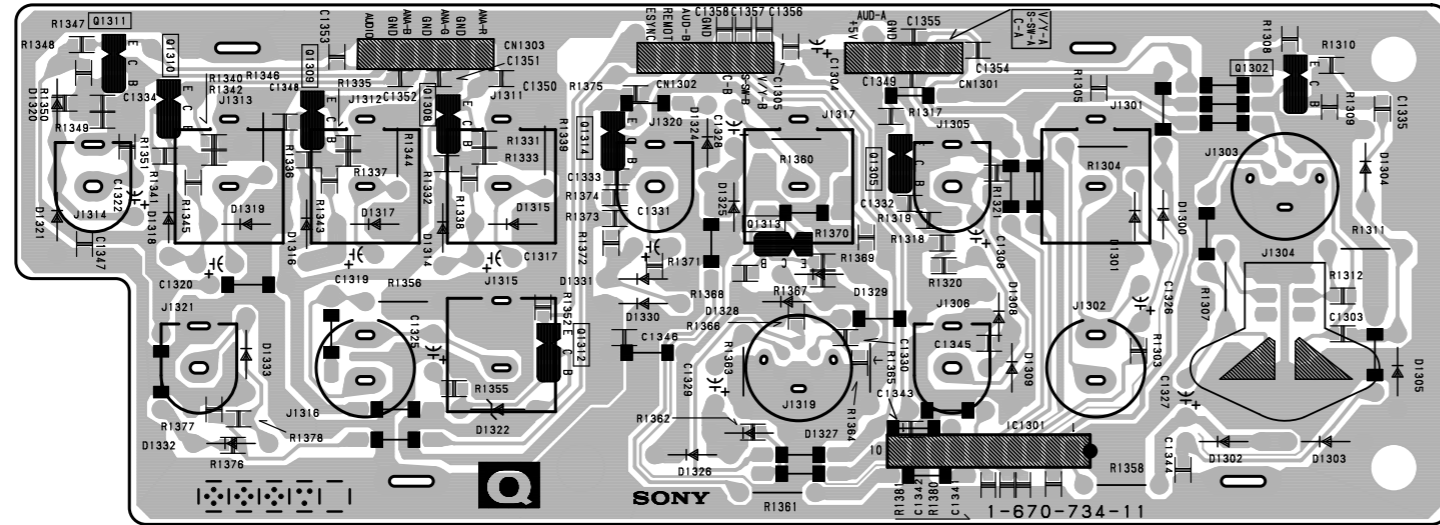 R1347
Q1311
R1348
E
C
B
D1320
R1350
R1349
C1334
Q1310
E
C
B
R1340
R1342
J1313
R1346
C1353
Q1309
C1348
E
C
B
R1335
J1312
AUDIO
GND
ANA-B
GND
ANA-G
GND
ANA-R
CN1303
C1351
C1352
Q1308
E
C
B
J1311
C1350
R1351
R1341
C1322
J1314
D1321
D1318
R1345
C1347
D1319
R1336
R1343
D1316
R1337
D1317
R1344
R1332
D1314
R1338
R1331
R1333
D1315
R1339
C1317
C1320
C1319
R1356
J1315
J1321
D1333
C1325
R1352
Q1312
E
C
B
R1355
D1322
J1316
R1377
D1332
R1376
R1378
Q
SONY
ESYNC
REMOT
AUD-B
GND
C1358
C1357
C1356
C-B
S-SW-B
V/Y-B
C1305
C1304
R1375
CN1302
J1320
Q1314
E
C
B
C1333
R1374
R1373
R1372
C1331
D1324
C1328
D1325
J1317
R1360
Q1313
B
C
E
R1370
R1369
R1371
D1331
D1330
R1368
D1328
R1367
D1329
R1366
C1346
R1363
C1329
C1330
R1365
R1364
J1319
R1362
D1327
D1326
R1361
+5V
AUD-A
GND
C1355
V/Y-A
S-SW-A
C-A
C1354
C1349
CN1301
R1317
J1305
Q1305
E
C
B
C1332
R1319
R1318
R1321
C1306
R1320
J1306
D1308
C1345
D1309
C1343
IC1301
1
10
R1381
C1342
R1380
C1341
1-670-734-11
R1358
R1305
J1301
R1304
D1301
D1300
J1302
C1326
R1303
C1327
C1344
R1308
Q1302
E
C
B
R1310
R1309
C1335
J1303
D1304
R1311
J1304
R1307
R1312
C1303
D1305
D1302
D1303